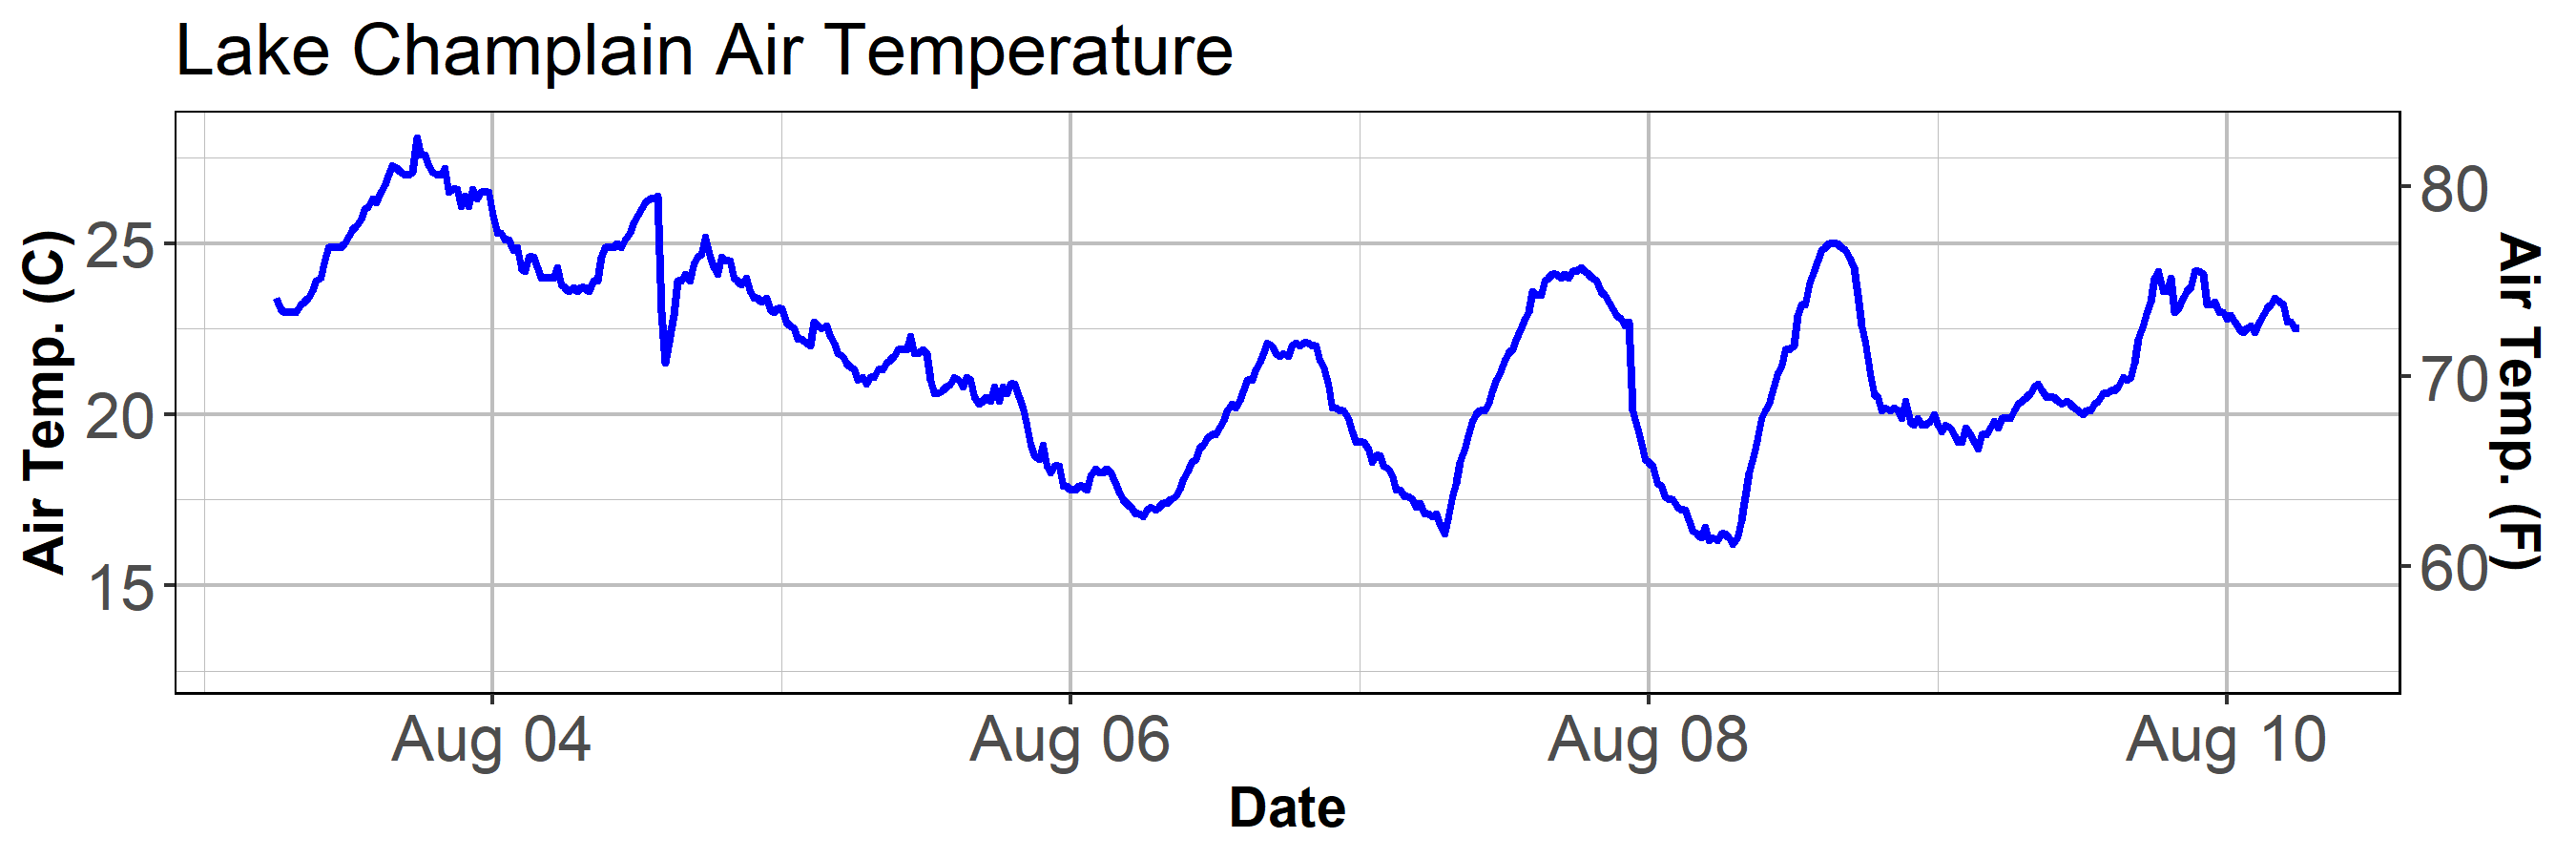 Lake Champlain Air Temperature
Air Temp. (C)
25
20
15
80
70
60
Air Temp. (F)
Aug 04
Aug 06
Aug 08
Aug 10
Date